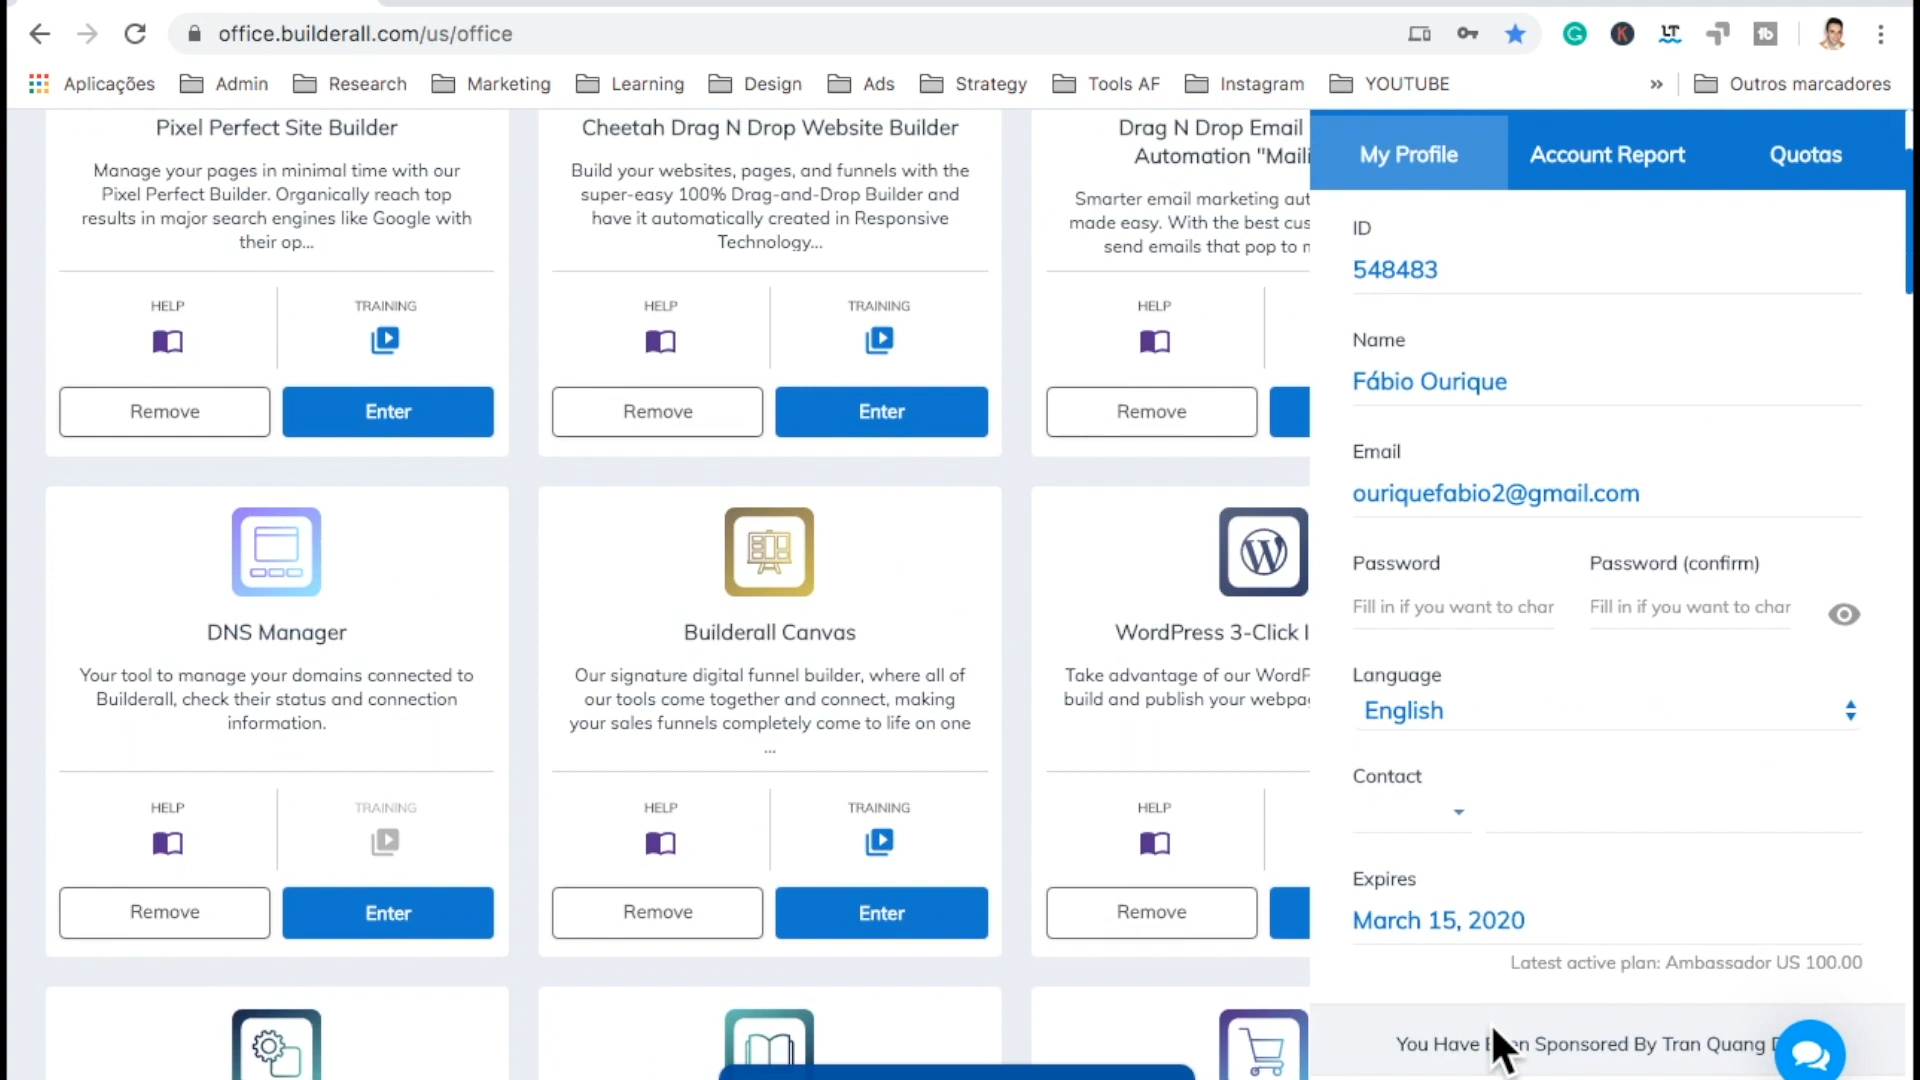 office.builderall.com/us/office
Aplicações
Admin
Research
Marketing
Learning
Design
Ads
Strategy
Tools AF
Instagram
YOUTUBE
»
Outros marcadores
Pixel Perfect Site Builder
Manage your pages in minimal time with our
Pixel Perfect Builder. Organically reach top
results in major search engines like Google with
their op...
HELP
TRAINING
Remove
Enter
Cheetah Drag N Drop Website Builder
Build your websites, pages, and funnels with the
super-easy 100% Drag-and-Drop Builder and
have it automatically created in Responsive
Technology...
HELP
TRAINING
Remove
Enter
Drag N Drop Email
Automation "Maili
Smarter email marketing aut
made easy. With the best cus
send emails that pop to
HELP
Remove
DNS Manager
Your tool to manage your domains connected to
Builderall, check their status and connection
information.
HELP
TRAINING
Remove
Enter
Builderall Canvas
Our signature digital funnel builder, where all of
our tools come together and connect, making
your sales funnels completely come to life on one
...
HELP
TRAINING
Remove
Enter
WordPress 3-Click
Take advantage of our WordP
build and publish your webpa
HELP
Remove
My Profile
Account Report
Quotas
ID
548483
Name
Fábio Ourique
Email
ouriquefabio2@gmail.com
Password
Password (confirm)
Fill in if you want to char
Fill in if you want to char
Language
English
Contact
Expires
March 15, 2020
Latest active plan: Ambassador US 100.00
You Have Sponsored By Tran Quang